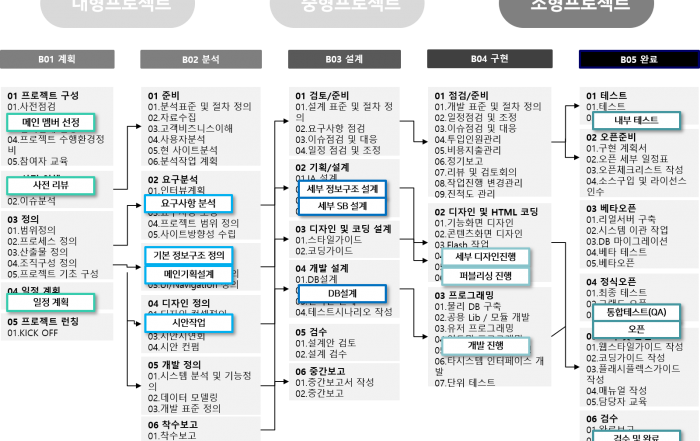 대형프로젝트
중형프로젝트
소형프로젝트
B01 계획
B02 분석
B03 설계
B04 구현
B05 완료
01 프로젝트 구성
01.사전점검
메인 멤버 선정
04.프로젝트 수행환경정
비
05.참여자 교육
사전 리뷰
02.이슈분석
03 정의
01.범위정의
02.프로세스 정의
03.산출물 정의
04.조직구성 정의
05.프로젝트 기조 구성
04 일정 계획
일정 계획
05 프로젝트 런칭
01.KICK OFF
01 준비
01.분석표준 및 절차 정의
02.자료수집
03.고객비즈니스이해
04.사용자분석
05.현 사이트분석
06.분석작업 계획
02 요구분석
01.인터뷰계획
요구사항 분석
04.프로젝트 범위 정의
05.사이트방향성 수립
기본 정보구조 정의
메인기획설계
03.UI/Navigation 정의
04 디자인 정의
시안작업
03.시안시연회
04.시안 컨펌
05 개발 정의
01.시스템 분석 및 기능정
의
02.데이터 모델링
03.개발 표준 정의
06 착수보고
01.착수보고
01 검토/준비
01.설계 표준 및 절차 정
의
02.요구사항 점검
03.이슈점검 및 대응
04.일정 점검 및 조정
02 기획/설계
01.IA 설계
세부 정보구조 설계
세부 SB 설계
03 디자인 및 코딩 설계
01.스타일가이드
02.코딩가이드
04 개발 설계
01.DB설계
DB설계
04.테스트시나리오 작성
05 검수
01.설계안 검토
02.설계 검수
06 중간보고
01.중간보고서 작성
02.중간보고
01 점검/준비
01.개발 표준 및 절차 정의
02.일정점검 및 조정
03.이슈점검 및 대응
04.투입인원관리
05.비용지출관리
06.정기보고
07.리뷰 및 검토회의
08.작업진행 변경관리
09.진척도 관리
02 디자인 및 HTML 코딩
01.기능화면 디자인
02.콘텐츠화면 디자인
03.Flash 작업
세부 디자인진행
퍼블리싱 진행
03 프로그래밍
01.물리 DB 구축
02.공용 Lib / 모듈 개발
03.유저 프로그래밍
개발 진행
06.타시스템 인터페이스 개
발
07.단위 테스트
01 테스트
01.테스트
내부 테스트
02 오픈준비
01.구현 계획서
02.오픈 세부 일정표
03.오픈체크리스트 작성
04.소스구입 및 라이선스
인수
03 베타오픈
01.리얼서버 구축
02.시스템 이관 작업
03.DB 마이그레이션
04.베타 테스트
05.베타오픈
04 정식오픈
01.최종 테스트
통합테스트(QA)
오픈
01.웹스타일가이드 작성
02.코딩가이드 작성
03.플래시플렉스가이드
작성
04.매뉴얼 작성
05.담당자 교육
06 검수
01.완료보고
검수 및 완료